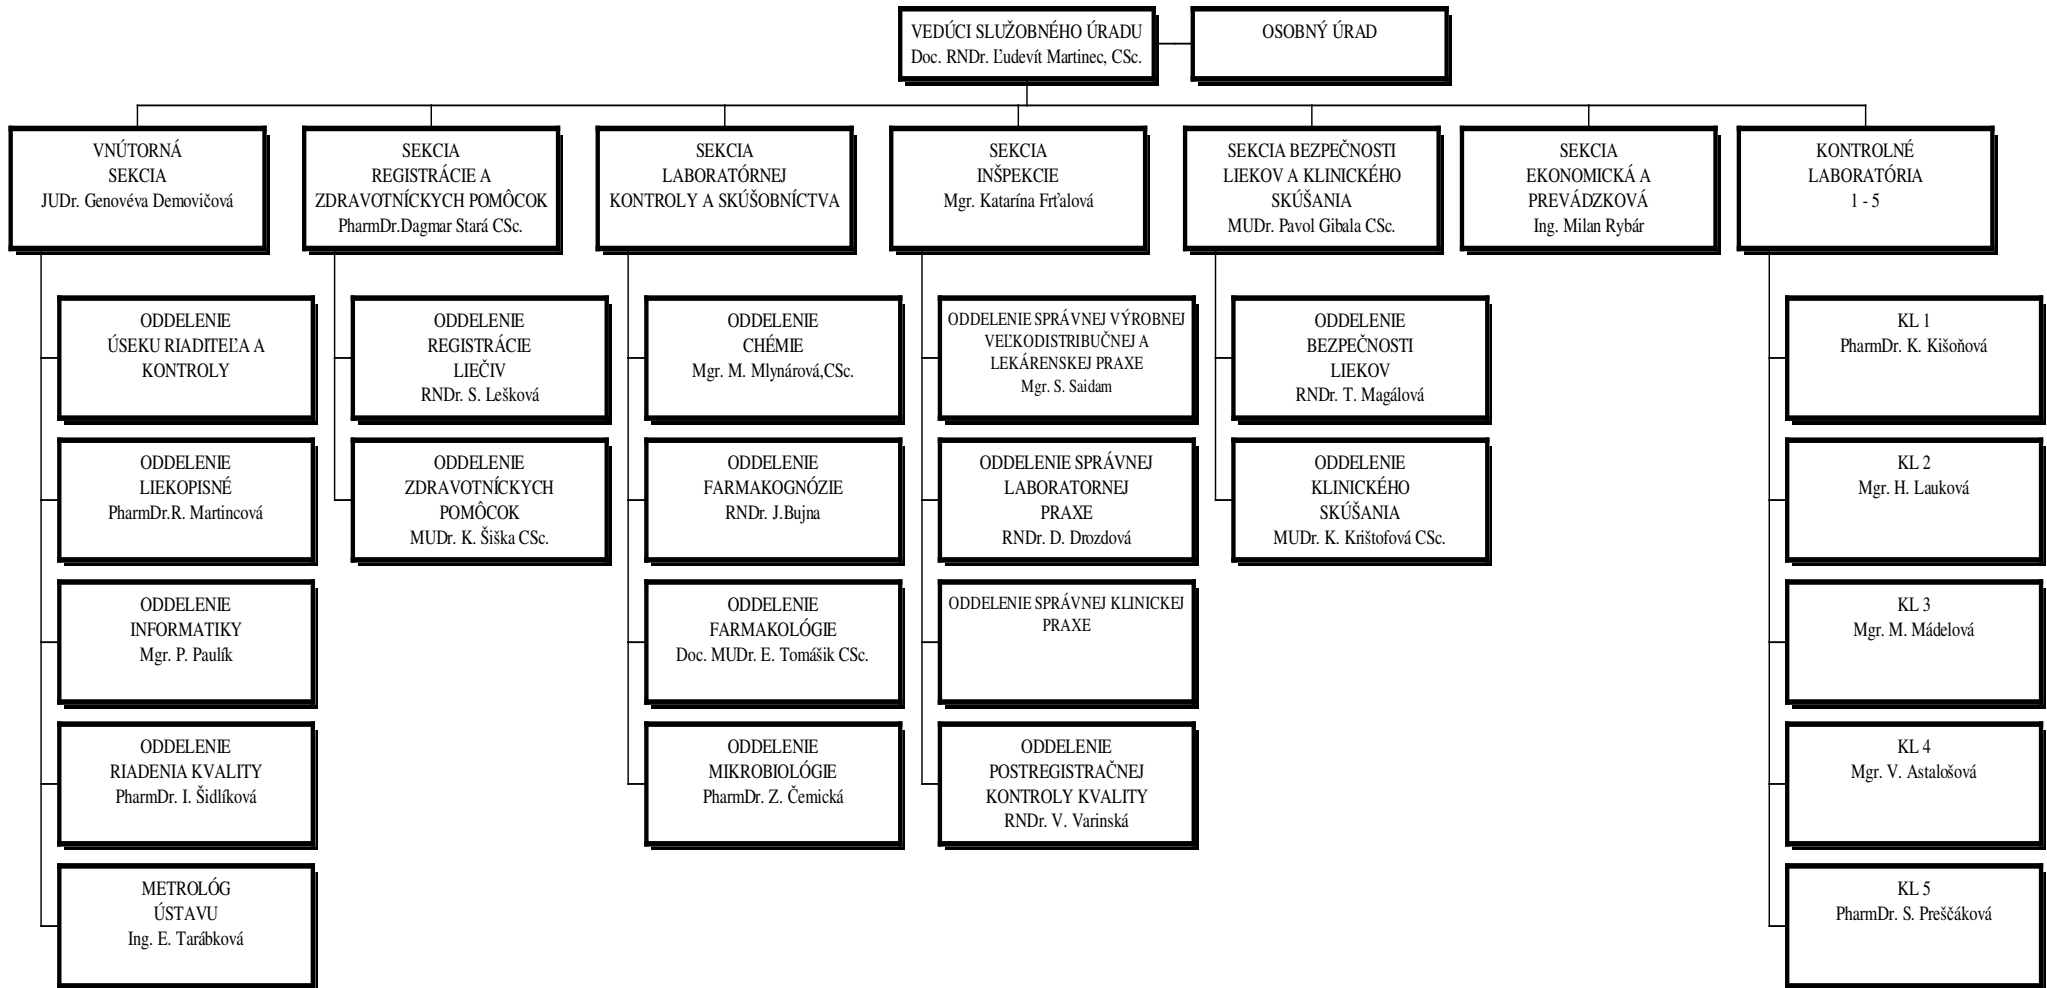 VEDÚCI SLUŽOBNÉHO ÚRADU
Doc. RNDr. Ľudevít Martinec, CSc.
OSOBNÝ ÚRAD
VNÚTORNÁ
SEKCIA
JUDr. Genovéva Demovičová
SEKCIA
REGISTRÁCIE A
ZDRAVOTNÍCKYCH POMÔCOK
PharmDr.Dagmar Stará CSc.
SEKCIA
LABORATÓRNEJ
KONTROLY A SKÚŠOBNÍCTVA
SEKCIA
INŠPEKCIE
Mgr. Katarína Frťalová
SEKCIA BEZPEČNOSTI
LIEKOV A KLINICKÉHO
SKÚŠANIA
MUDr. Pavol Gibala CSc.
SEKCIA
EKONOMICKÁ A
PREVÁDZKOVÁ
Ing. Milan Rybár
KONTROLNÉ
LABORATÓRIA
1 - 5
ODDELENIE
ÚSEKU RIADITEĽA A
KONTROLY
ODDELENIE
LIEKOPISNÉ
PharmDr.R. Martincová
ODDELENIE
INFORMATIKY
Mgr. P. Paulík
ODDELENIE
RIADENIA KVALITY
PharmDr. I. Šidlíková
METROLÓG
ÚSTAVU
Ing. E. Tarábková
ODDELENIE
REGISTRÁCIE
LIEČIV
RNDr. S. Lešková
ODDELENIE
ZDRAVOTNÍCKYCH
POMÔCOK
MUDr. K. Šiška CSc.
ODDELENIE
CHÉMIE
Mgr. M. Mlynárová,CSc.
ODDELENIE
FARMAKOGNÓZIE
RNDr. J.Bujna
ODDELENIE
FARMAKOLÓGIE
Doc. MUDr. E. Tomášik CSc.
ODDELENIE
MIKROBIOLÓGIE
PharmDr. Z. Čemická
ODDELENIE SPRÁVNEJ VÝROBNEJ
VEĽKODISTRIBUČNEJ A
LEKÁRENSKEJ PRAXE
Mgr. S. Saidam
ODDELENIE SPRÁVNEJ
LABORATORNEJ
PRAXE
RNDr. D. Drozdová
ODDELENIE SPRÁVNEJ KLINICKEJ
PRAXE
ODDELENIE
POSTREGISTRAČNEJ
KONTROLY KVALITY
RNDr. V. Varinská
ODDELENIE
BEZPEČNOSTI
LIEKOV
RNDr. T. Magálová
ODDELENIE
KLINICKÉHO
SKÚŠANIA
MUDr. K. Krištofová CSc.
KL 1
PharmDr. K. Kišoňová
KL 2
Mgr. H. Lauková
KL 3
Mgr. M. Mádelová
KL 4
Mgr. V. Astalošová
KL 5
PharmDr. S. Preščáková